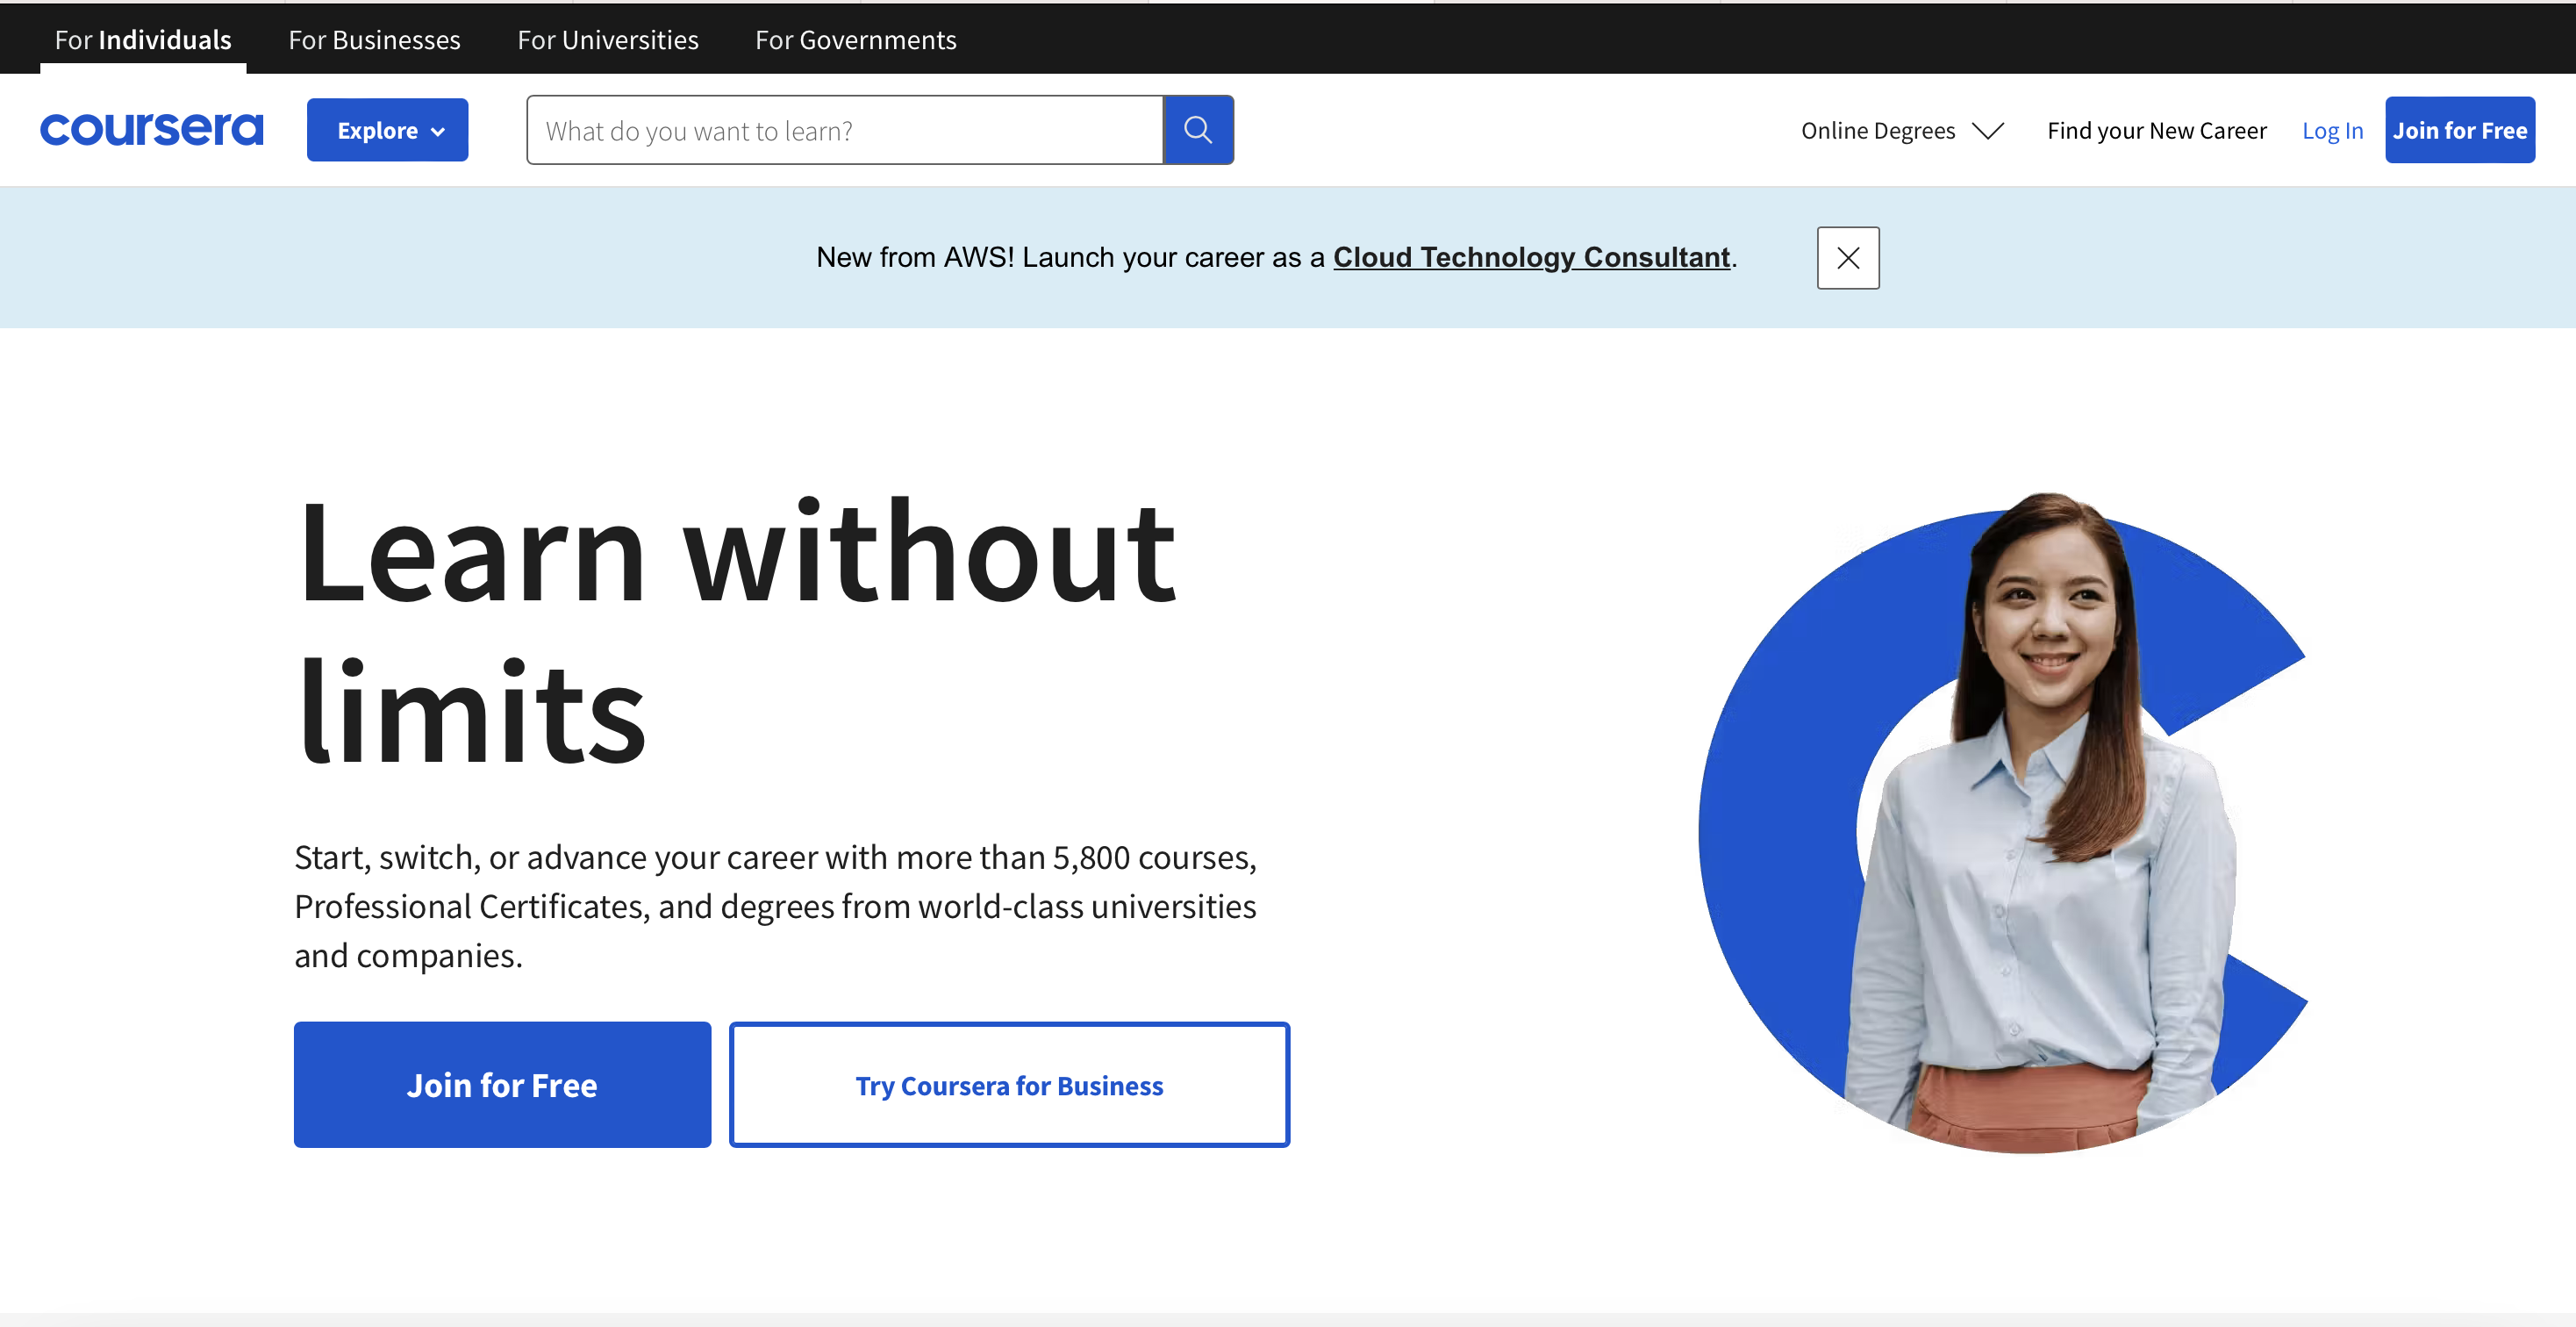 For Individuals For Businesses For Universities For Governments
coursera Explore What do you want to learn? Online Degrees Find your New Career Log In Join for Free
New from AWS! Launch your career as a Cloud Technology Consultant.
Learn without
limits
Start, switch, or advance your career with more than 5,800 courses,
Professional Certificates, and degrees from world-class universities
and companies.
Join for Free Try Coursera for Business